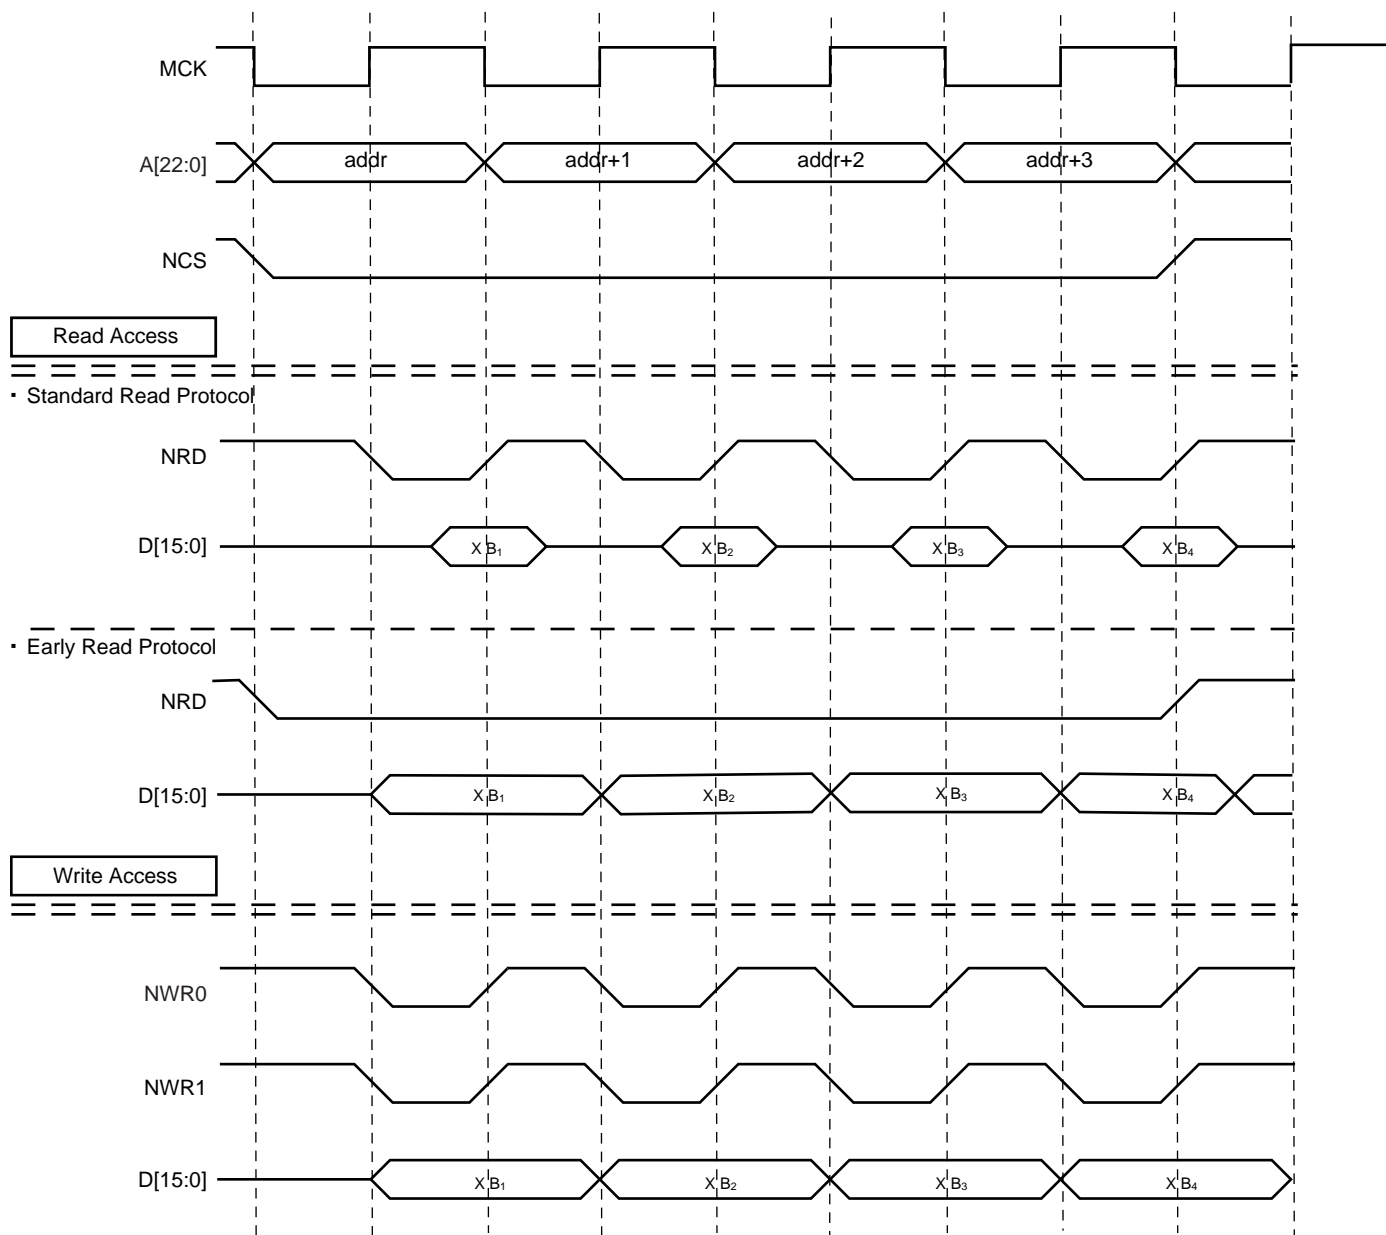 MCK
A[22:0] addr addr+1 addr+2 addr+3
NCS
Read Access
· Standard Read Protocol
NRD
D[15:0] X B₁ X B₂ X B₃ X B₄
· Early Read Protocol
NRD
D[15:0] X B₁ X B₂ X B₃ X B₄
Write Access
NWR0
NWR1
D[15:0] X B₁ X B₂ X B₃ X B₄